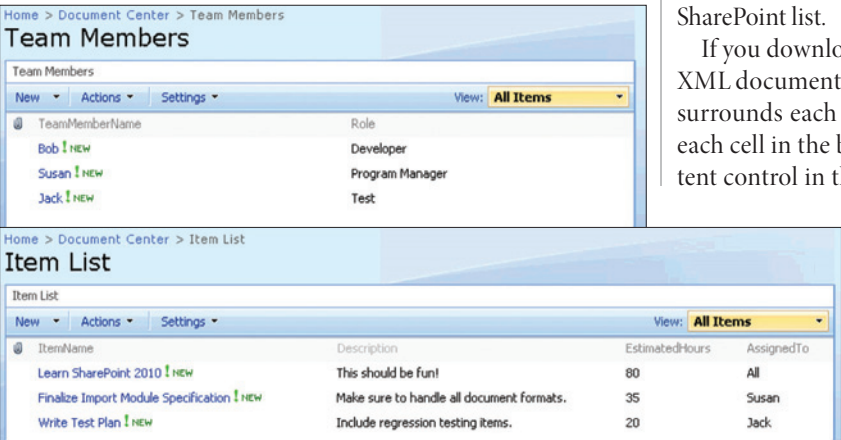 Home > Document Center > Team Members
Team Members
Team Members
New Actions Settings View: All Items
TeamMemberName Role
Bob ! NEW Developer
Susan ! NEW Program Manager
Jack ! NEW Test
SharePoint list.
If you downlo
XML document
surrounds each
each cell in the b
tent control in th
Home > Document Center > Item List
Item List
Item List
New Actions Settings View: All Items
ItemName Description EstimatedHours AssignedTo
Learn SharePoint 2010 ! NEW This should be fun! 80 All
Finalize Import Module Specification ! NEW Make sure to handle all document formats. 35 Susan
Write Test Plan ! NEW Include regression testing items. 20 Jack